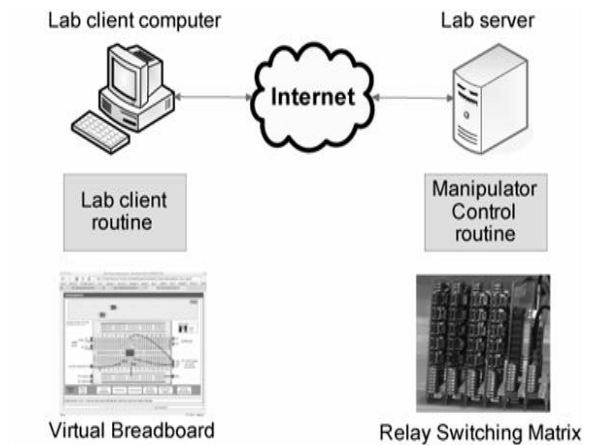 Lab client computer
Lab server
Internet
Lab client
routine
Manipulator
Control
routine
Virtual Breadboard
Relay Switching Matrix